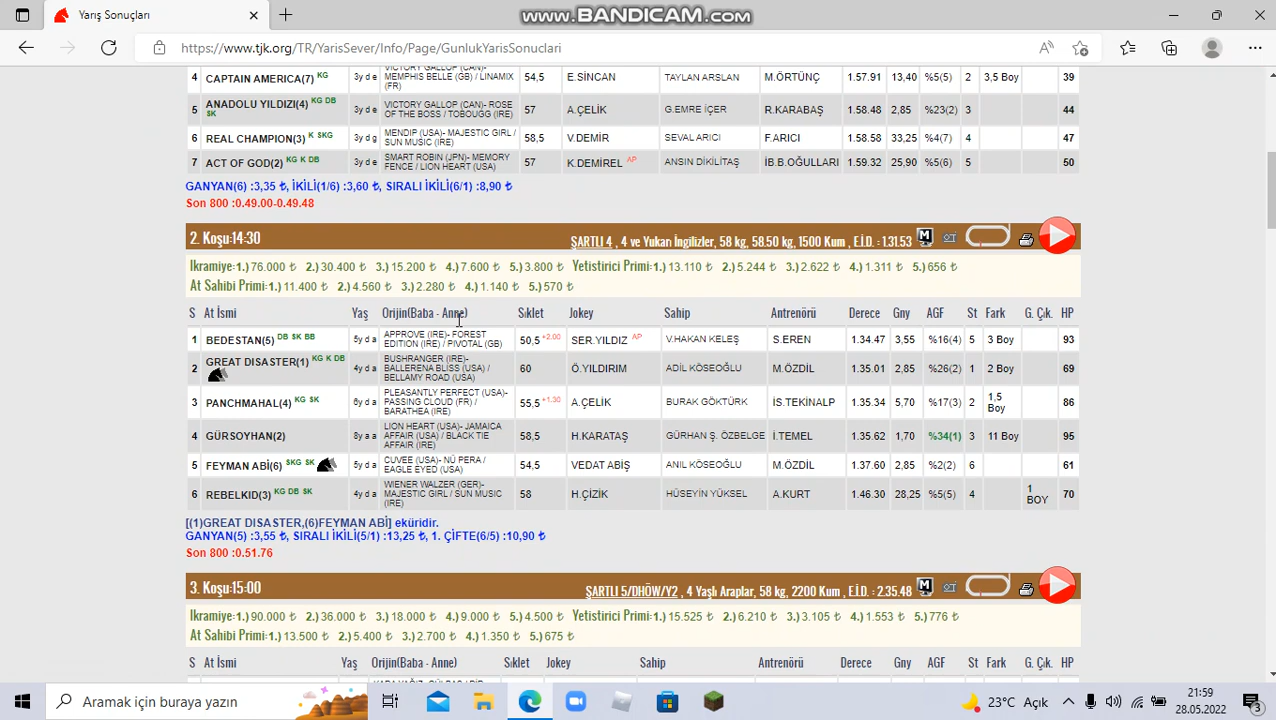 Yarış Sonuçları
www.BANDICAM.com
https://www.tjk.org/TR/YarisSever/Info/Page/GunlukYarisSonuclari
4 CAPTAIN AMERICA(7) KG 3y d e VICTORY GALLOP (CAN)- MEMPHIS BELLE (GB) / LINAMIX (FR) 54,5 E.SİNCAN TAYLAN ARSLAN M.ÖRTÜNÇ 1.57.91 13,40 %5(5) 2 3,5 Boy 39
5 ANADOLU YILDIZI(4) KG DB SK 3y d e VICTORY GALLOP (CAN)- ROSE OF THE BOSS / TOBOUGG (IRE) 57 A.ÇELİK G.EMRE İÇER R.KARABAŞ 1.58.48 2,85 %23(2) 3 44
6 REAL CHAMPION(3) K SKG 3y d g MENDIP (USA)- MAJESTIC GIRL / SUN MUSIC (IRE) 58,5 V.DEMİR SEVAL ARICI F.ARICI 1.58.58 33,25 %4(7) 4 47
7 ACT OF GOD(2) KG K DB 3y d e SMART ROBIN (JPN)- MEMORY FENCE / LION HEART (USA) 57 K.DEMİREL AP ANSIN DİKİLİTAŞ İB.B.OĞULLARI 1.59.32 25,90 %5(6) 5 50
GANYAN(6) :3,35 ₺, İKİLİ(1/6) :3,60 ₺, SIRALI İKİLİ(6/1) :8,90 ₺
Son 800 :0.49.00-0.49.48
2. Koşu:14:30 ŞARTLI 4 , 4 ve Yukarı İngilizler, 58 kg, 58.50 kg, 1500 Kum , E.İ.D. : 1.31.53
Ikramiye:1.) 76.000 ₺ 2.) 30.400 ₺ 3.) 15.200 ₺ 4.) 7.600 ₺ 5.) 3.800 ₺ Yetistirici Primi:1.) 13.110 ₺ 2.) 5.244 ₺ 3.) 2.622 ₺ 4.) 1.311 ₺ 5.) 656 ₺
At Sahibi Primi:1.) 11.400 ₺ 2.) 4.560 ₺ 3.) 2.280 ₺ 4.) 1.140 ₺ 5.) 570 ₺
S At İsmi Yaş Orijin(Baba - Anne) Sıklet Jokey Sahip Antrenörü Derece Gny AGF St Fark G. Çık. HP
1 BEDESTAN(5) DB SK BB 5y d a APPROVE (IRE)- FOREST EDITION (IRE) / PIVOTAL (GB) 50,5 +2.00 SER.YILDIZ AP V.HAKAN KELEŞ S.EREN 1.34.47 3,55 %16(4) 5 3 Boy 93
2 GREAT DISASTER(1) KG K DB 4y d a BUSHRANGER (IRE)- BALLERENA BLISS (USA) / BELLAMY ROAD (USA) 60 Ö.YILDIRIM ADİL KÖSEOĞLU M.ÖZDİL 1.35.01 2,85 %26(2) 1 2 Boy 69
3 PANCHMAHAL(4) KG SK 6y d a PLEASANTLY PERFECT (USA)- PASSING CLOUD (FR) / BARATHEA (IRE) 55,5 +1.30 A.ÇELİK BURAK GÖKTÜRK İS.TEKİNALP 1.35.34 5,70 %17(3) 2 1,5 Boy 86
4 GÜRSOYHAN(2) 8y a a LION HEART (USA)- JAMAICA AFFAIR (USA) / BLACK TIE AFFAIR (IRE) 58,5 H.KARATAŞ GÜRHAN Ş. ÖZBELGE İ.TEMEL 1.35.62 1,70 %34(1) 3 11 Boy 95
5 FEYMAN ABİ(6) SKG SK 5y d a CUVEE (USA)- NÜ PERA / EAGLE EYED (USA) 54.5 VEDAT ABİŞ ANIL KÖSEOĞLU M.ÖZDİL 1.37.60 2,85 %2(2) 6 61
6 REBELKID(3) KG DB SK 4y d a WIENER WALZER (GER)- MAJESTIC GIRL / SUN MUSIC (IRE) 58 H.ÇİZİK HÜSEYİN YÜKSEL A.KURT 1.46.30 28,25 %5(5) 4 1 BOY 70
[(1)GREAT DISASTER,(6)FEYMAN ABİ] eküridir.
GANYAN(5) :3,55 ₺, SIRALI İKİLİ(5/1) :13,25 ₺, 1. ÇİFTE(6/5) :10,90 ₺
Son 800 :0.51.76
3. Koşu:15:00 ŞARTLI 5/DHÖW/Y2 , 4 Yaşlı Araplar, 58 kg, 2200 Kum , E.İ.D. : 2.35.48
Ikramiye:1.) 90.000 ₺ 2.) 36.000 ₺ 3.) 18.000 ₺ 4.) 9.000 ₺ 5.) 4.500 ₺ Yetistirici Primi:1.) 15.525 ₺ 2.) 6.210 ₺ 3.) 3.105 ₺ 4.) 1.553 ₺ 5.) 776 ₺
At Sahibi Primi:1.) 13.500 ₺ 2.) 5.400 ₺ 3.) 2.700 ₺ 4.) 1.350 ₺ 5.) 675 ₺
S At İsmi Yaş Orijin(Baba - Anne) Sıklet Jokey Sahip Antrenörü Derece Gny AGF St Fark G. Çık. HP
Aramak için buraya yazın
23°C Açık
21:59
28.05.2022
3